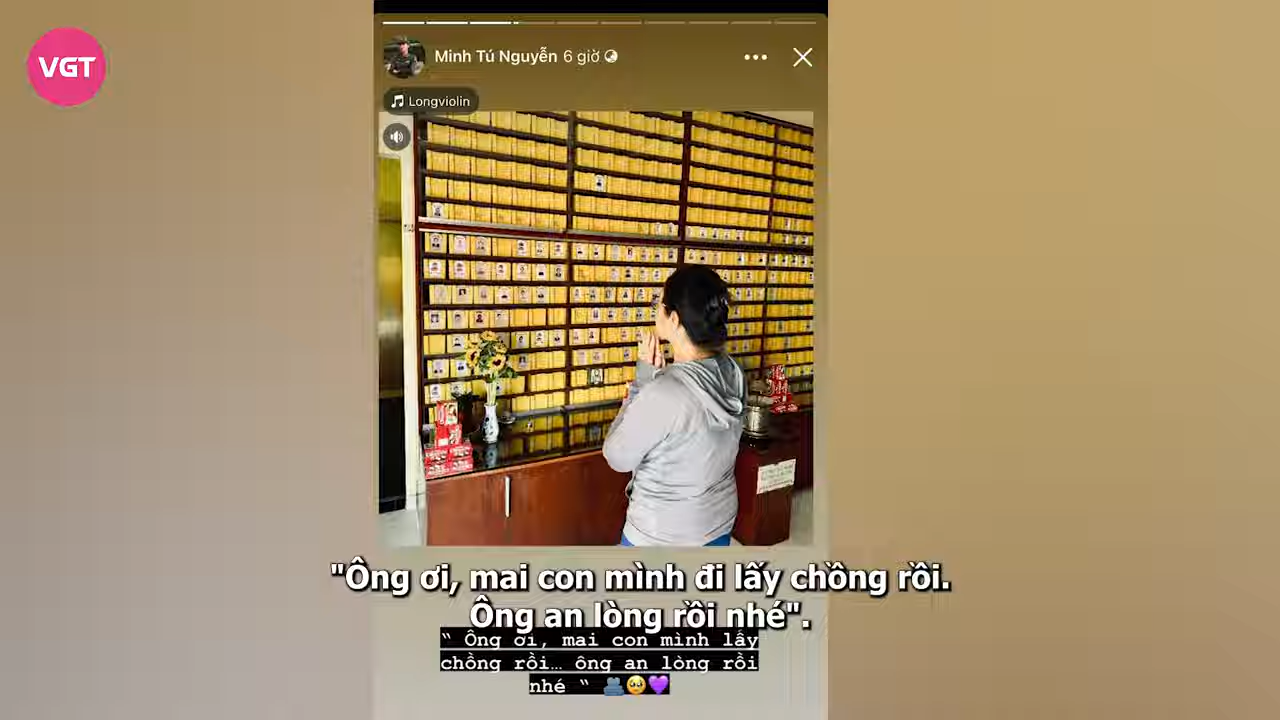 VGT
Minh Tú Nguyễn 6 giờ
Longviolin
"Ông ơi, mai con mình đi lấy chồng rồi.
Ông an lòng rồi nhé".
“ Ông ơi, mai con mình lấy
chồng rồi… ông an lòng rồi
nhé “ 🫂🥹💜